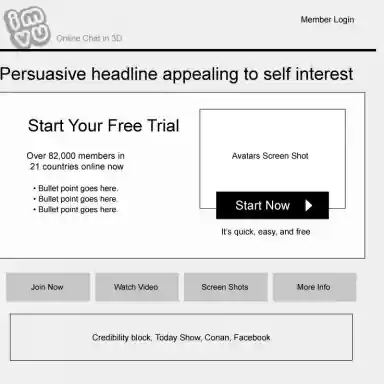 imvu
Member Login
Online Chat in 3D
Persuasive headline appealing to self interest
Start Your Free Trial
Over 82,000 members in
21 countries online now
• Bullet point goes here.
• Bullet point goes here.
• Bullet point goes here.
Avatars Screen Shot
Start Now
It's quick, easy, and free
Join Now
Watch Video
Screen Shots
More Info
Credibility block, Today Show, Conan, Facebook